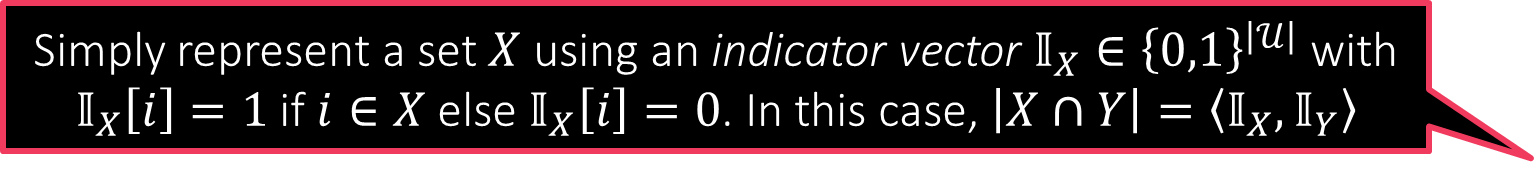 Simply represent a set 𝑋 using an indicator vector 𝕀_𝑋 ∈ {0,1}^|𝒰| with
𝕀_𝑋[𝑖] = 1 if 𝑖 ∈ 𝑋 else 𝕀_𝑋[𝑖] = 0. In this case, |𝑋 ∩ 𝑌| = ⟨𝕀_𝑋, 𝕀_𝑌⟩